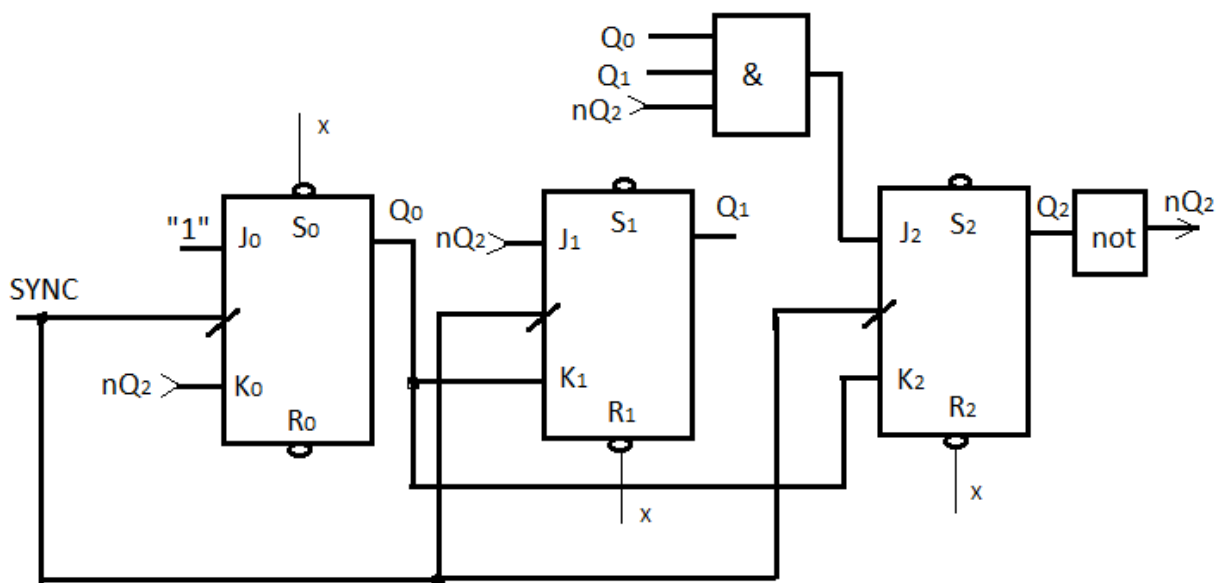 Q₀
Q₁
&
nQ₂
x
"1"
J₀
S₀
Q₀
SYNC
nQ₂
K₀
R₀
nQ₂
J₁
S₁
Q₁
K₁
R₁
x
J₂
S₂
Q₂
nQ₂
not
K₂
R₂
x